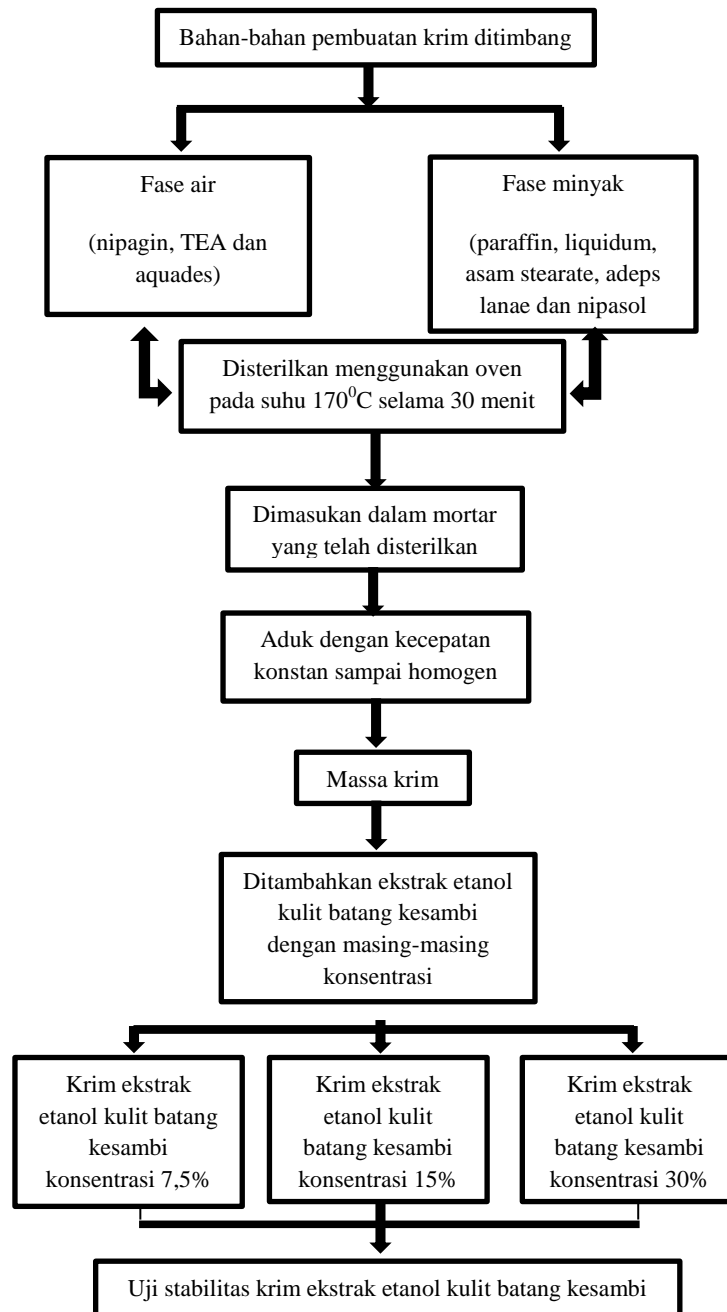 Bahan-bahan pembuatan krim ditimbang
Fase air
(nipagin, TEA dan
aquades)
Fase minyak
(paraffin, liquidum,
asam stearate, adeps
lanae dan nipasol
Disterilkan menggunakan oven
pada suhu 170⁰C selama 30 menit
Dimasukan dalam mortar
yang telah disterilkan
Aduk dengan kecepatan
konstan sampai homogen
Massa krim
Ditambahkan ekstrak etanol
kulit batang kesambi
dengan masing-masing
konsentrasi
Krim ekstrak
etanol kulit batang
kesambi
konsentrasi 7,5%
Krim ekstrak
etanol kulit
batang kesambi
konsentrasi 15%
Krim ekstrak
etanol kulit
batang kesambi
konsentrasi 30%
Uji stabilitas krim ekstrak etanol kulit batang kesambi